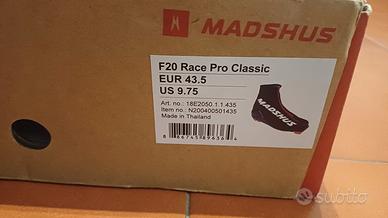 MADSHUS
F20 Race Pro Classic
EUR 43.5
US 9.75
Art. no.: 18E2050.1.1.435
Item no.: N200400501435
Made in Thailand
MADSHUS
subito